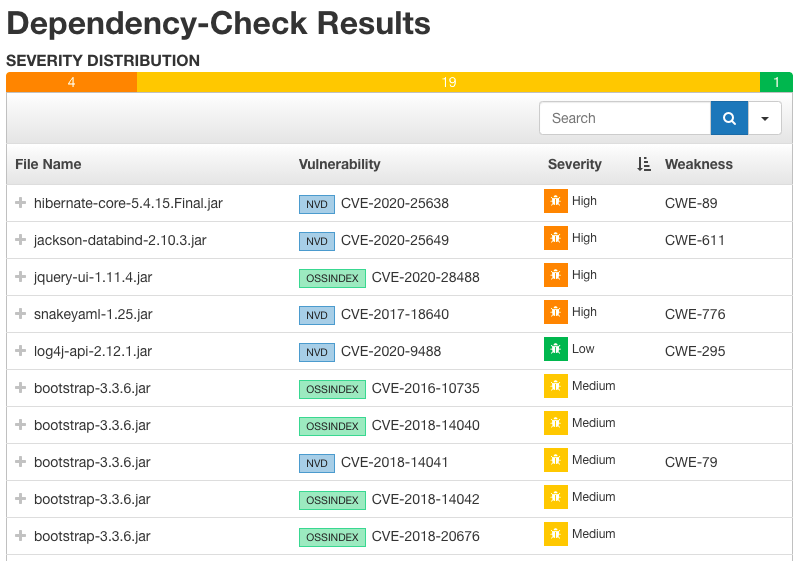 Dependency-Check Results
SEVERITY DISTRIBUTION
4 19 1
Search
File Name Vulnerability Severity Weakness
hibernate-core-5.4.15.Final.jar NVD CVE-2020-25638 High CWE-89
jackson-databind-2.10.3.jar NVD CVE-2020-25649 High CWE-611
jquery-ui-1.11.4.jar OSSINDEX CVE-2020-28488 High
snakeyaml-1.25.jar NVD CVE-2017-18640 High CWE-776
log4j-api-2.12.1.jar NVD CVE-2020-9488 Low CWE-295
bootstrap-3.3.6.jar OSSINDEX CVE-2016-10735 Medium
bootstrap-3.3.6.jar OSSINDEX CVE-2018-14040 Medium
bootstrap-3.3.6.jar NVD CVE-2018-14041 Medium CWE-79
bootstrap-3.3.6.jar OSSINDEX CVE-2018-14042 Medium
bootstrap-3.3.6.jar OSSINDEX CVE-2018-20676 Medium